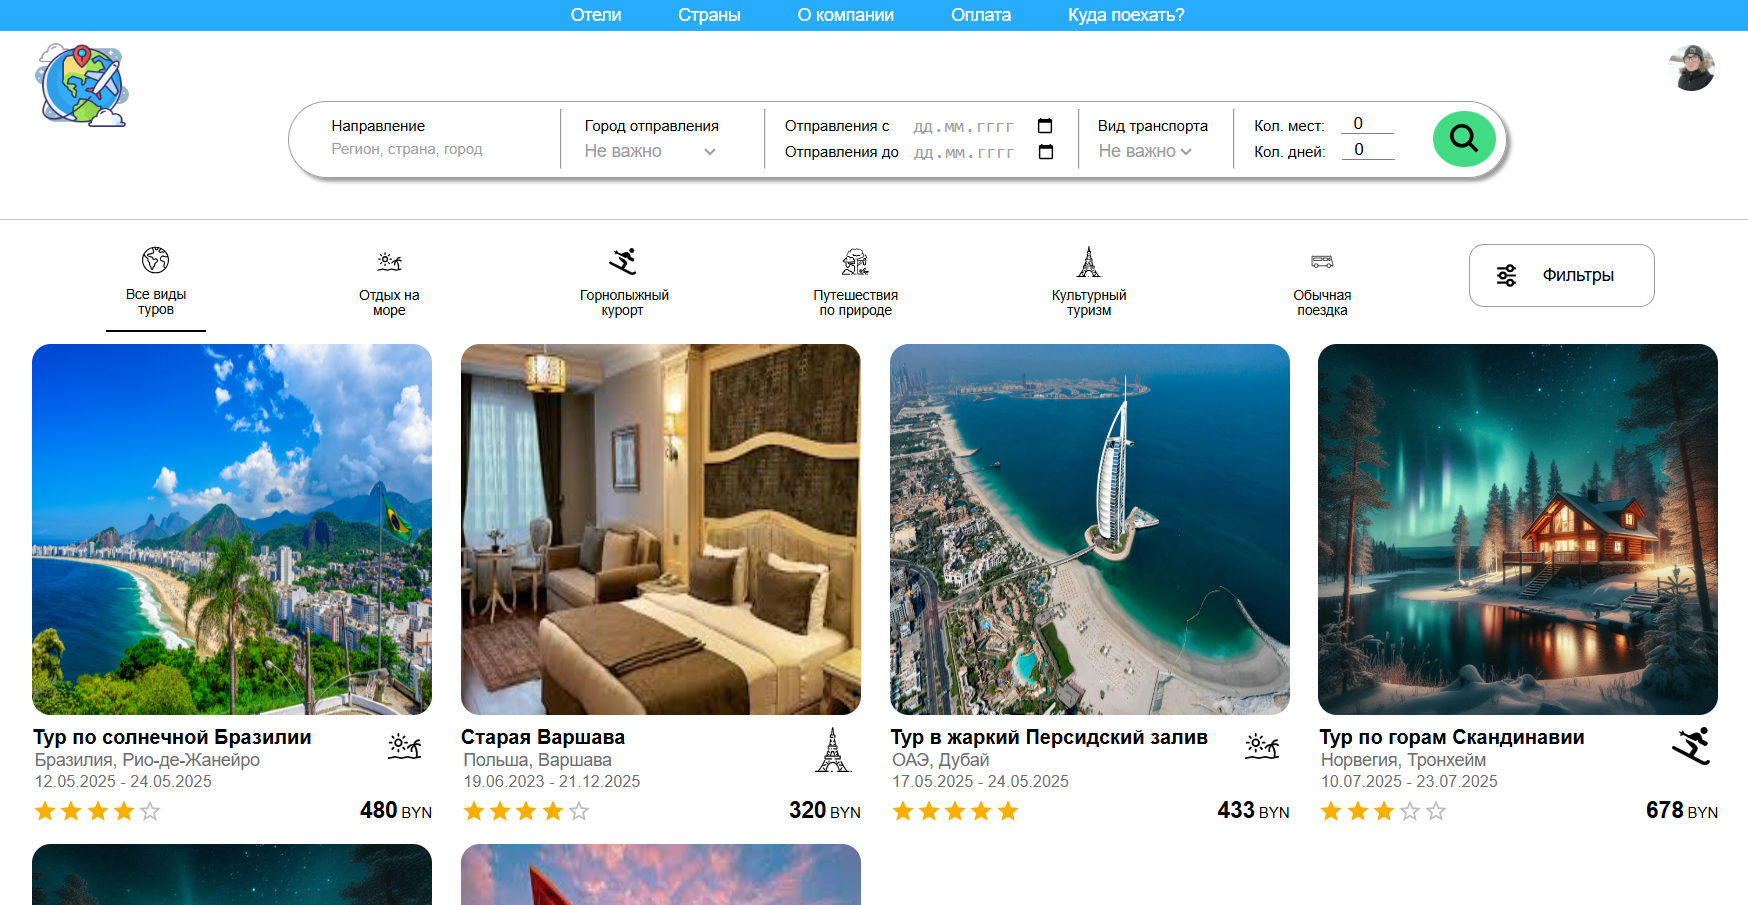 Отели Страны О компании Оплата Куда поехать?
Направление
Регион, страна, город
Город отправления
Не важно
Отправления с дд.мм.гггг
Отправления до дд.мм.гггг
Вид транспорта
Не важно
Кол. мест: 0
Кол. дней: 0
Все виды
туров
Отдых на
море
Горнолыжный
курорт
Путешествия
по природе
Культурный
туризм
Обычная
поездка
Фильтры
Тур по солнечной Бразилии
Бразилия, Рио-де-Жанейро
12.05.2025 - 24.05.2025
480 BYN
Старая Варшава
Польша, Варшава
19.06.2023 - 21.12.2025
320 BYN
Тур в жаркий Персидский залив
ОАЭ, Дубай
17.05.2025 - 24.05.2025
433 BYN
Тур по горам Скандинавии
Норвегия, Тронхейм
10.07.2025 - 23.07.2025
678 BYN